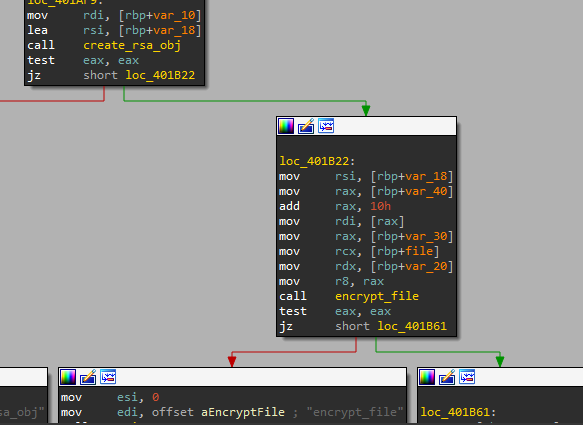 loc_401AF9:
mov rdi, [rbp+var_10]
lea rsi, [rbp+var_18]
call create_rsa_obj
test eax, eax
jz short loc_401B22
loc_401B22:
mov rsi, [rbp+var_18]
mov rax, [rbp+var_40]
add rax, 10h
mov rdi, [rax]
mov rax, [rbp+var_30]
mov rcx, [rbp+file]
mov rdx, [rbp+var_20]
mov r8, rax
call encrypt_file
test eax, eax
jz short loc_401B61
sa_obj"
mov esi, 0
mov edi, offset aEncryptFile ; "encrypt_file"
loc_401B61: